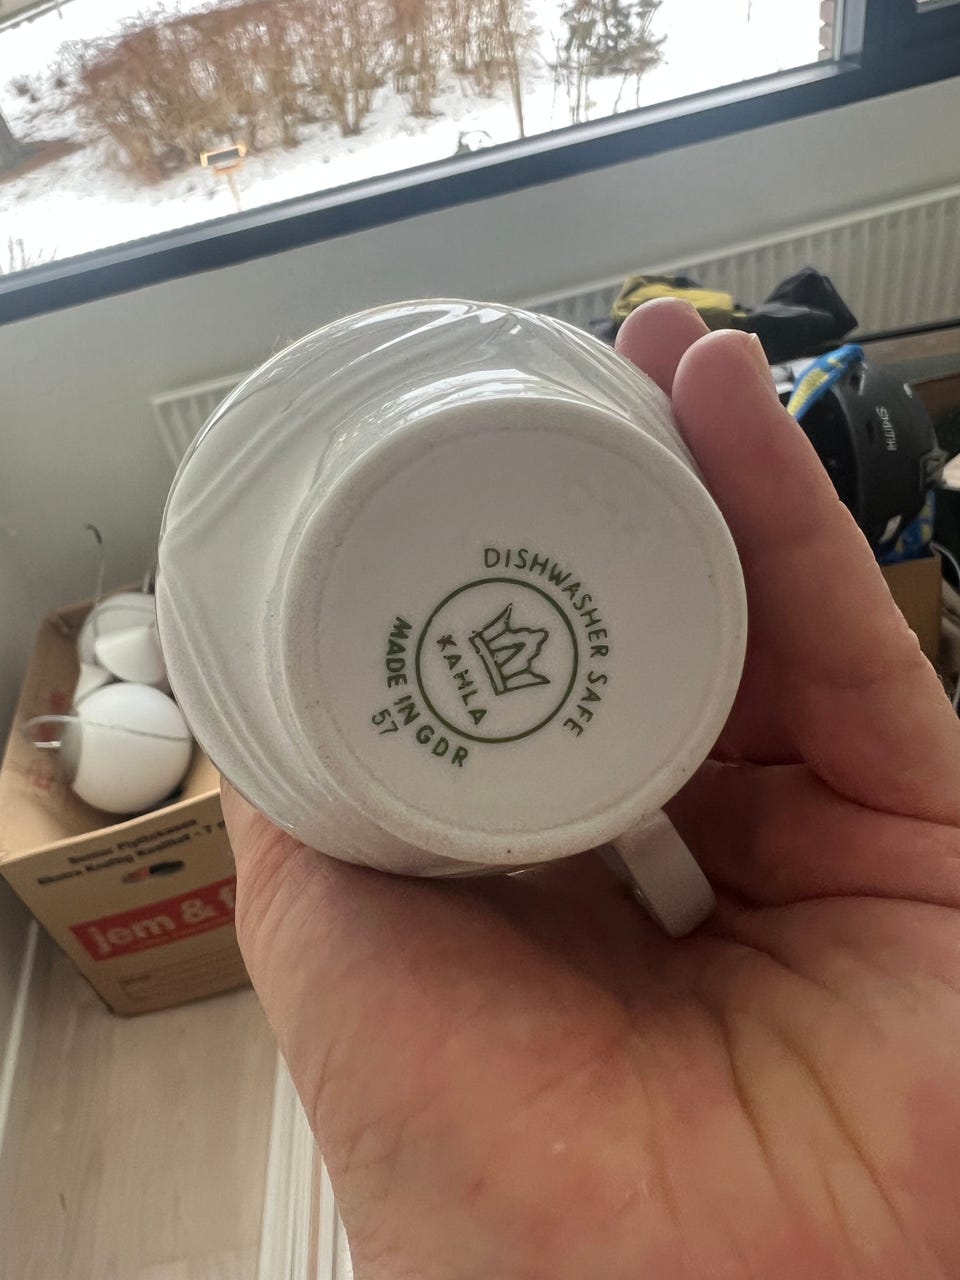 DISHWASHER SAFE
KAHLA
MADE IN GDR
57
SMITH
jem &